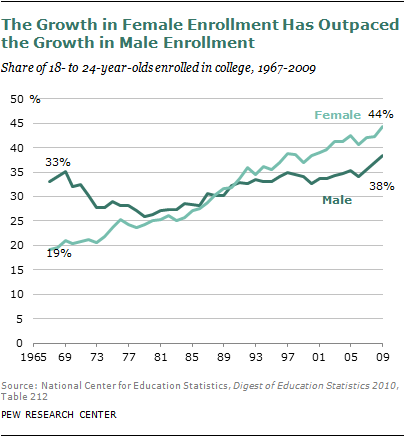 The Growth in Female Enrollment Has Outpaced
the Growth in Male Enrollment
Share of 18- to 24-year-olds enrolled in college, 1967-2009
50 %
45
40
35
30
25
20
15
10
5
0
Female 44%
33%
38%
Male
19%
1965 69 73 77 81 85 89 93 97 01 05 09
Source: National Center for Education Statistics, Digest of Education Statistics 2010,
Table 212
PEW RESEARCH CENTER